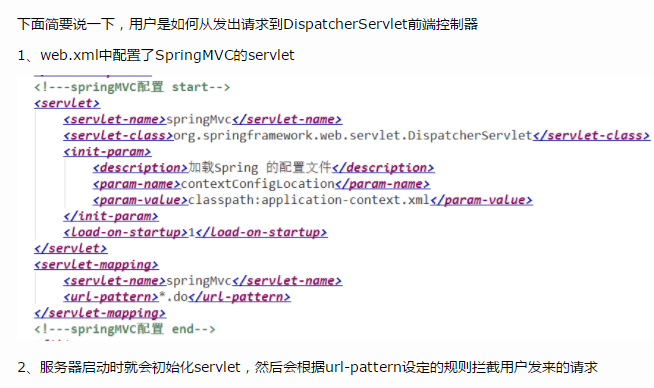 下面简要说一下，用户是如何从发出请求到DispatcherServlet前端控制器
1、web.xml中配置了SpringMVC的servlet
<!---springMVC配置 start-->
<servlet>
<servlet-name>springMvc</servlet-name>
<servlet-class>org.springframework.web.servlet.DispatcherServlet</servlet-class>
<init-param>
<description>加载Spring 的配置文件</description>
<param-name>contextConfigLocation</param-name>
<param-value>classpath:application-context.xml</param-value>
</init-param>
<load-on-startup>1</load-on-startup>
</servlet>
<servlet-mapping>
<servlet-name>springMvc</servlet-name>
<url-pattern>*.do</url-pattern>
</servlet-mapping>
<!---springMVC配置 end-->
2、服务器启动时就会初始化servlet，然后会根据url-pattern设定的规则拦截用户发来的请求